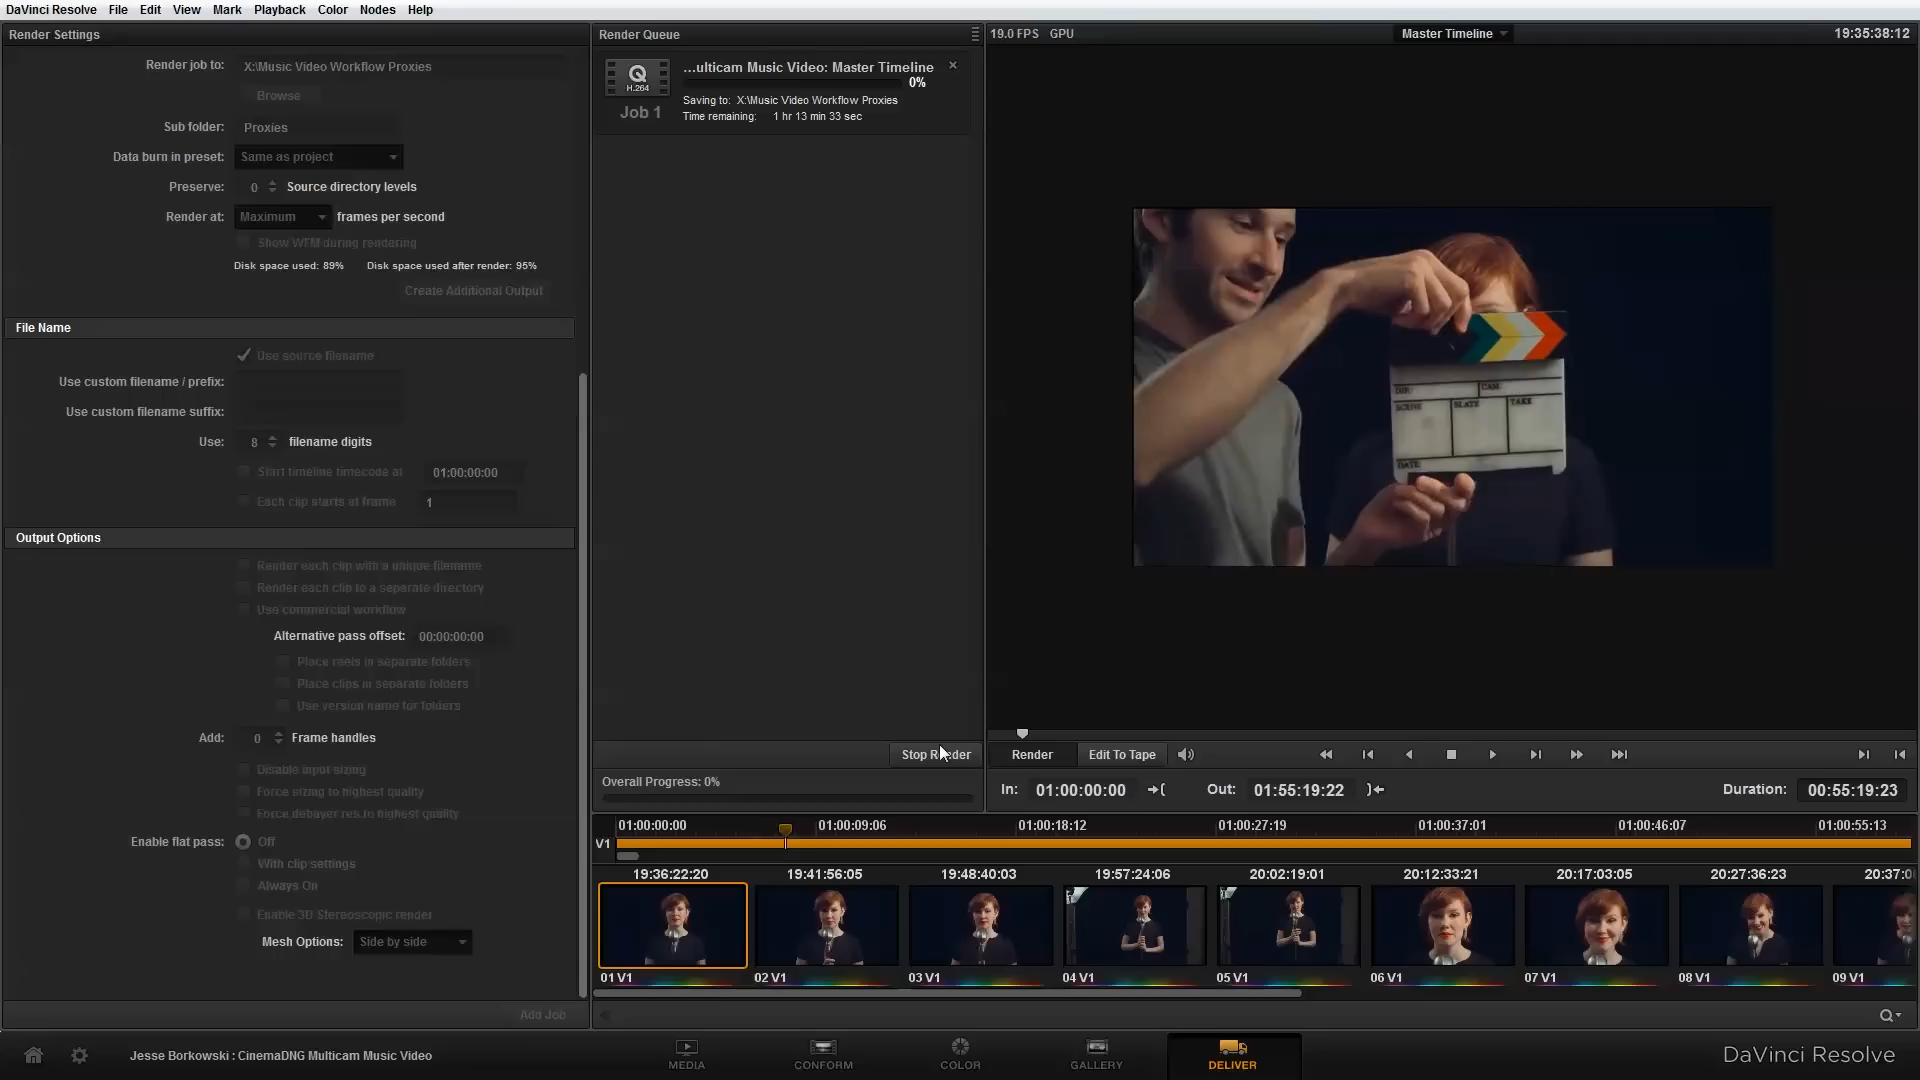 DaVinci Resolve File Edit View Mark Playback Color Nodes Help
Render Settings
Render job to: X:\Music Video Workflow Proxies
Browse
Sub folder: Proxies
Data burn in preset: Same as project
Preserve: 0 Source directory levels
Render at: Maximum frames per second
Show WFM during rendering
Disk space used: 89% Disk space used after render: 95%
Create Additional Output
File Name
Use source filename
Use custom filename / prefix:
Use custom filename suffix:
Use: 8 filename digits
Start timeline timecode at 01:00:00:00
Each clip starts at frame 1
Output Options
Render each clip with a unique filename
Render each clip to a separate directory
Use commercial workflow
Alternative pass offset: 00:00:00:00
Place reels in separate folders
Place clips in separate folders
Use version name for folders
Add: 0 Frame handles
Disable input sizing
Force sizing to highest quality
Force debayer res to highest quality
Enable flat pass: Off
With clip settings
Always On
Enable 3D Stereoscopic render
Mesh Options: Side by side
Add Job
Render Queue
Q
H.264
Job 1
...ulticam Music Video: Master Timeline
0%
Saving to: X:\Music Video Workflow Proxies
Time remaining: 1 hr 13 min 33 sec
Stop Render
Overall Progress: 0%
19.0 FPS GPU Master Timeline 19:35:38:12
DIR: CAM:
SCENE SLATE TAKE
DATE:
Render Edit To Tape
In: 01:00:00:00 Out: 01:55:19:22 Duration: 00:55:19:23
01:00:00:00 01:00:09:06 01:00:18:12 01:00:27:19 01:00:37:01 01:00:46:07 01:00:55:13
V1
19:36:22:20 19:41:56:05 19:48:40:03 19:57:24:06 20:02:19:01 20:12:33:21 20:17:03:05 20:27:36:23 20:37:0
01 V1 02 V1 03 V1 04 V1 05 V1 06 V1 07 V1 08 V1 09 V1
Jesse Borkowski : CinemaDNG Multicam Music Video
MEDIA CONFORM COLOR GALLERY DELIVER
DaVinci Resolve